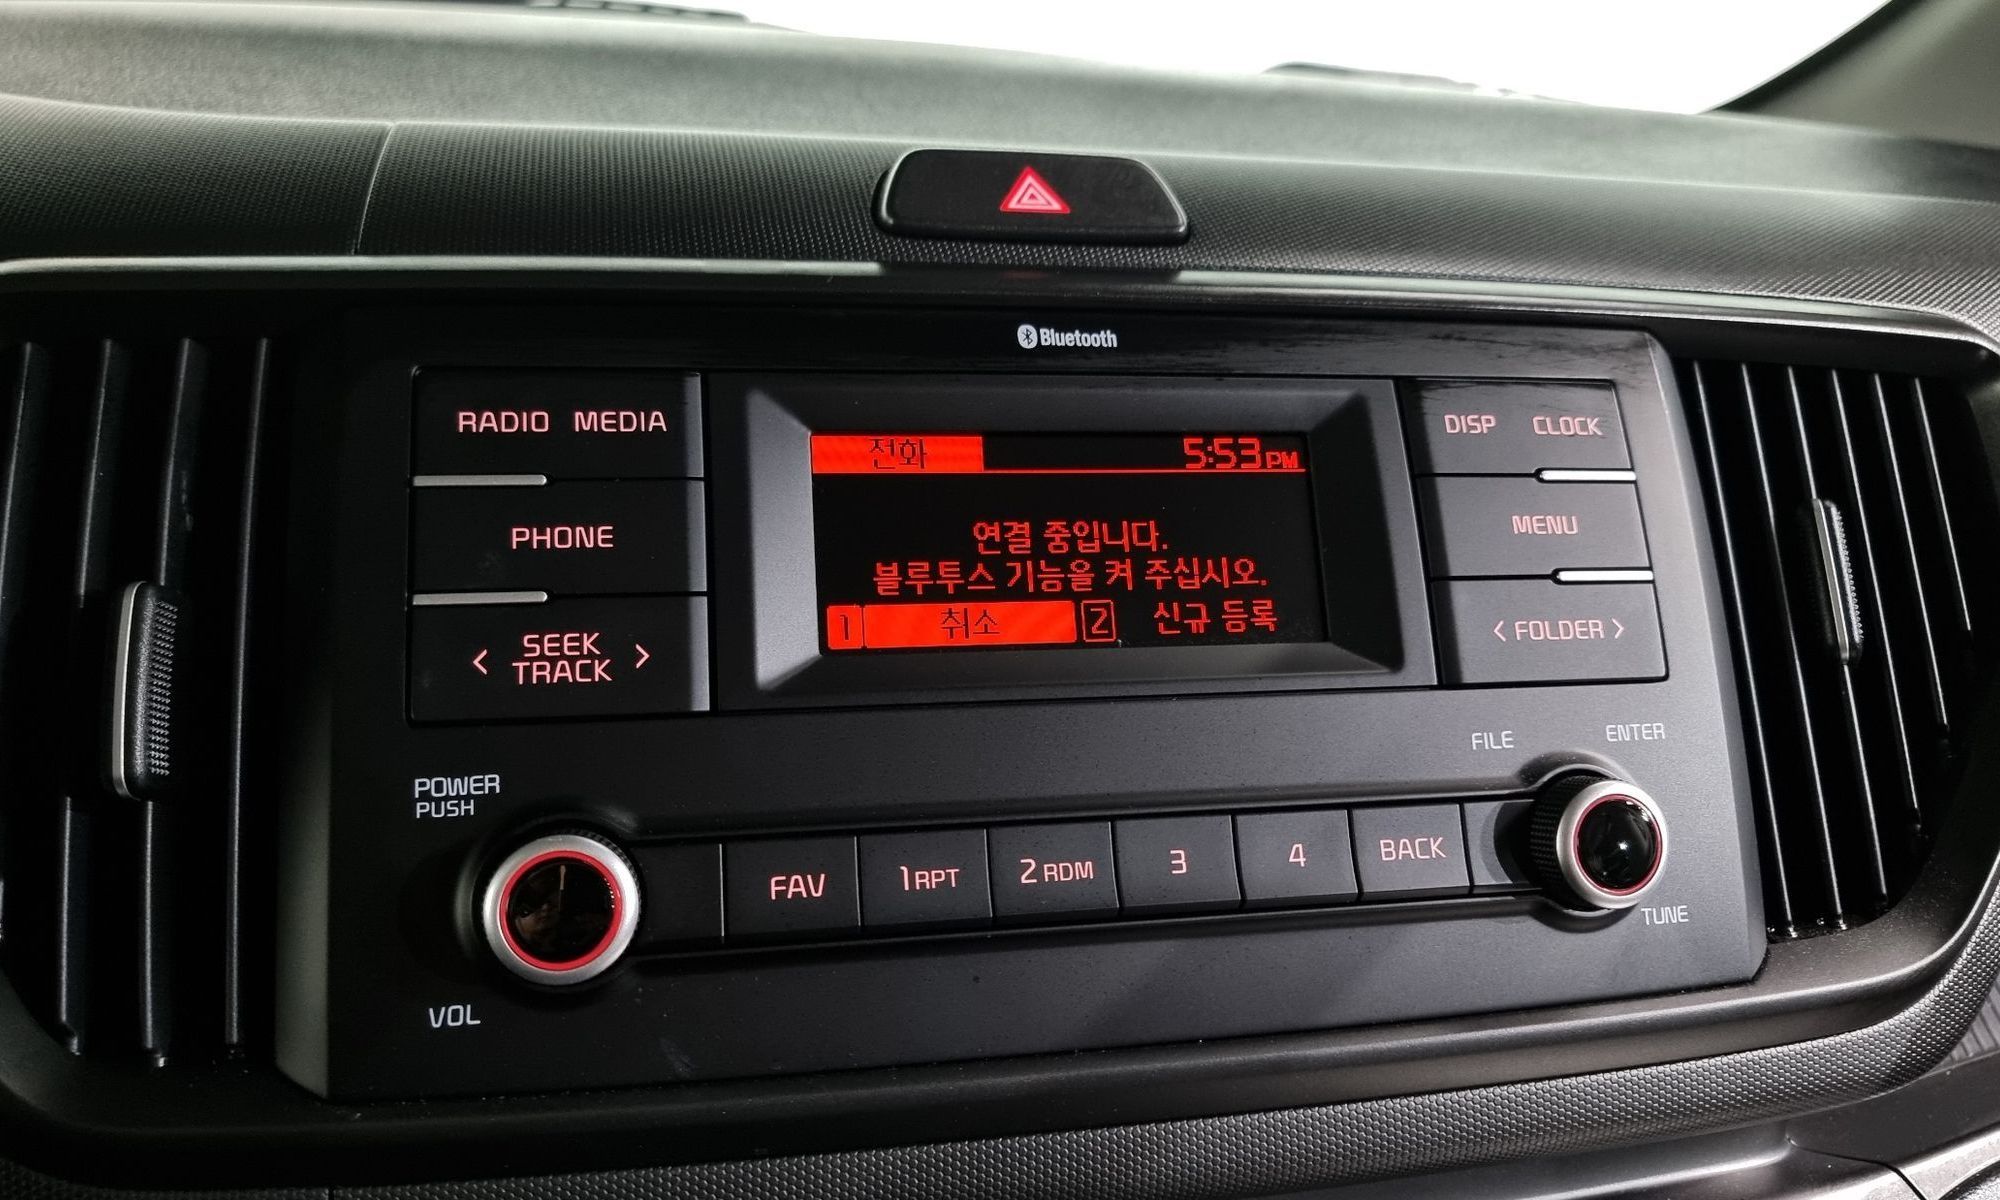 Bluetooth
RADIO MEDIA
PHONE
< SEEK TRACK >
전화 5:53 PM
연결 중입니다.
블루투스 기능을 켜 주십시오.
1 취소 2 신규 등록
DISP CLOCK
MENU
< FOLDER >
POWER
PUSH
VOL
FAV 1 RPT 2 RDM 3 4 BACK
FILE
ENTER
TUNE